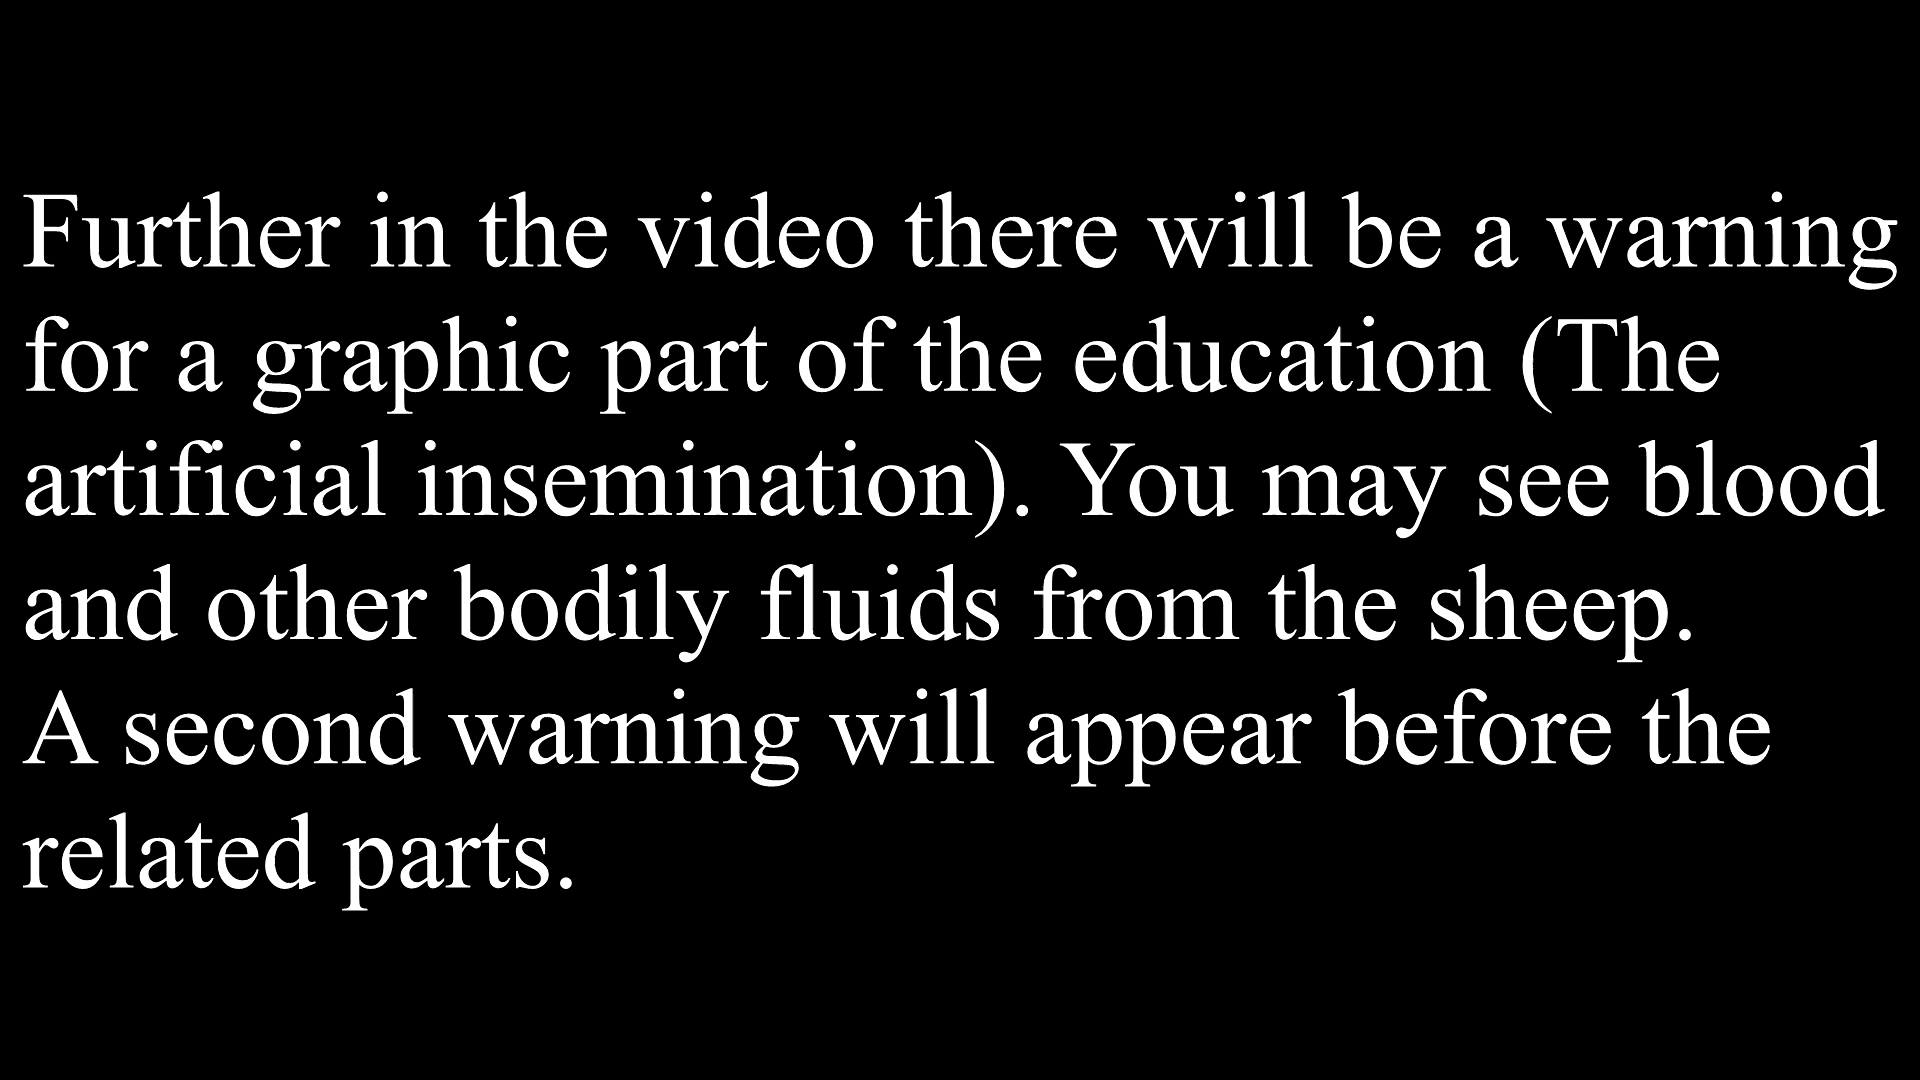 Further in the video there will be a warning
for a graphic part of the education (The
artificial insemination). You may see blood
and other bodily fluids from the sheep.
A second warning will appear before the
related parts.